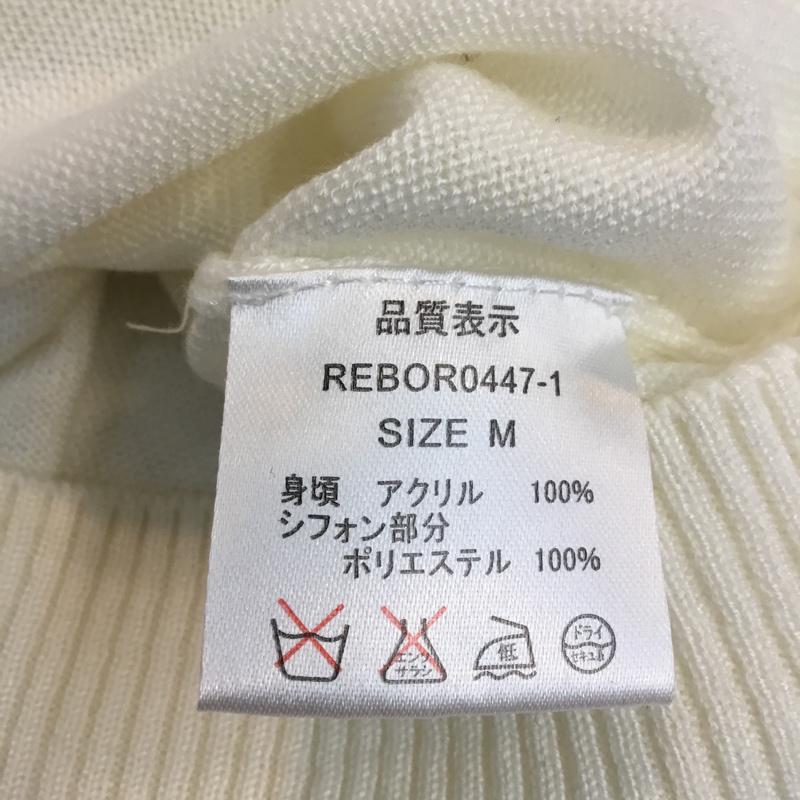 品質表示
REBOR0447-1
SIZE M
身頃 アクリル 100%
シフォン部分
ポリエステル 100%
エンソ
サラシ
低
ドライ
セキユ系